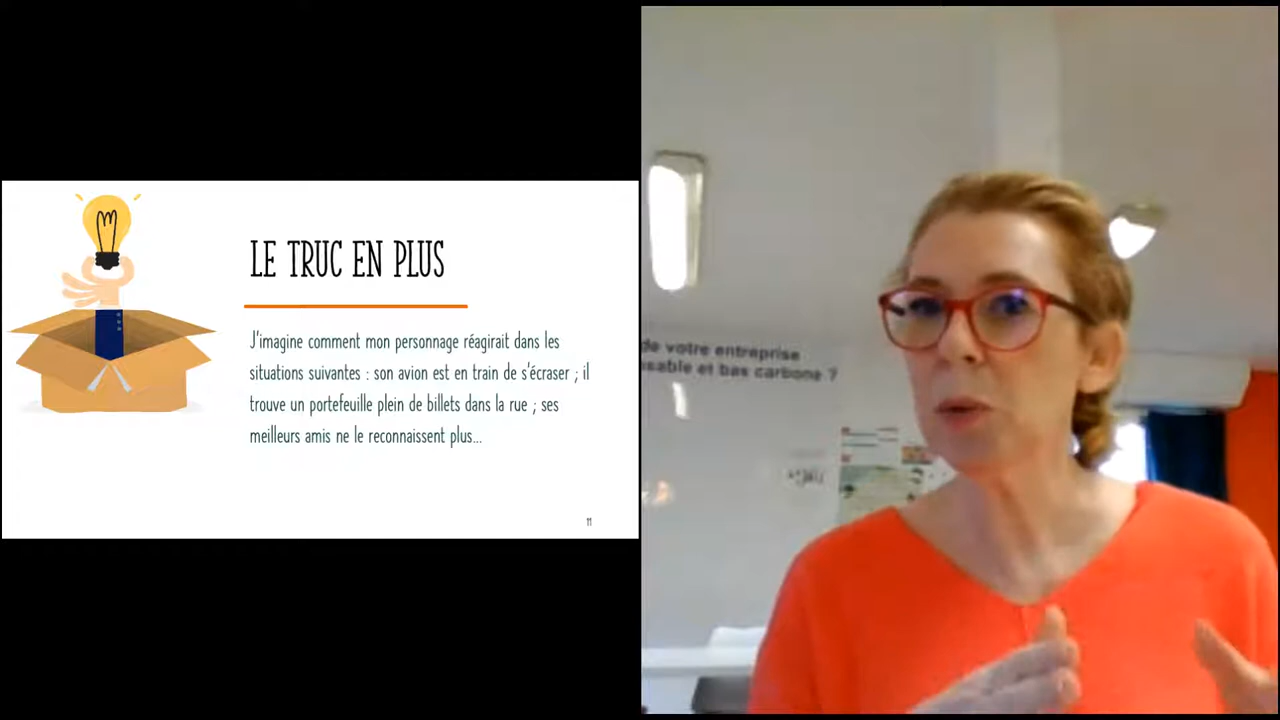 LE TRUC EN PLUS
J'imagine comment mon personnage réagirait dans les
situations suivantes : son avion est en train de s'écraser ; il
trouve un portefeuille plein de billets dans la rue ; ses
meilleurs amis ne le reconnaissent plus...
11
de votre entreprise
sable et bas carbone ?